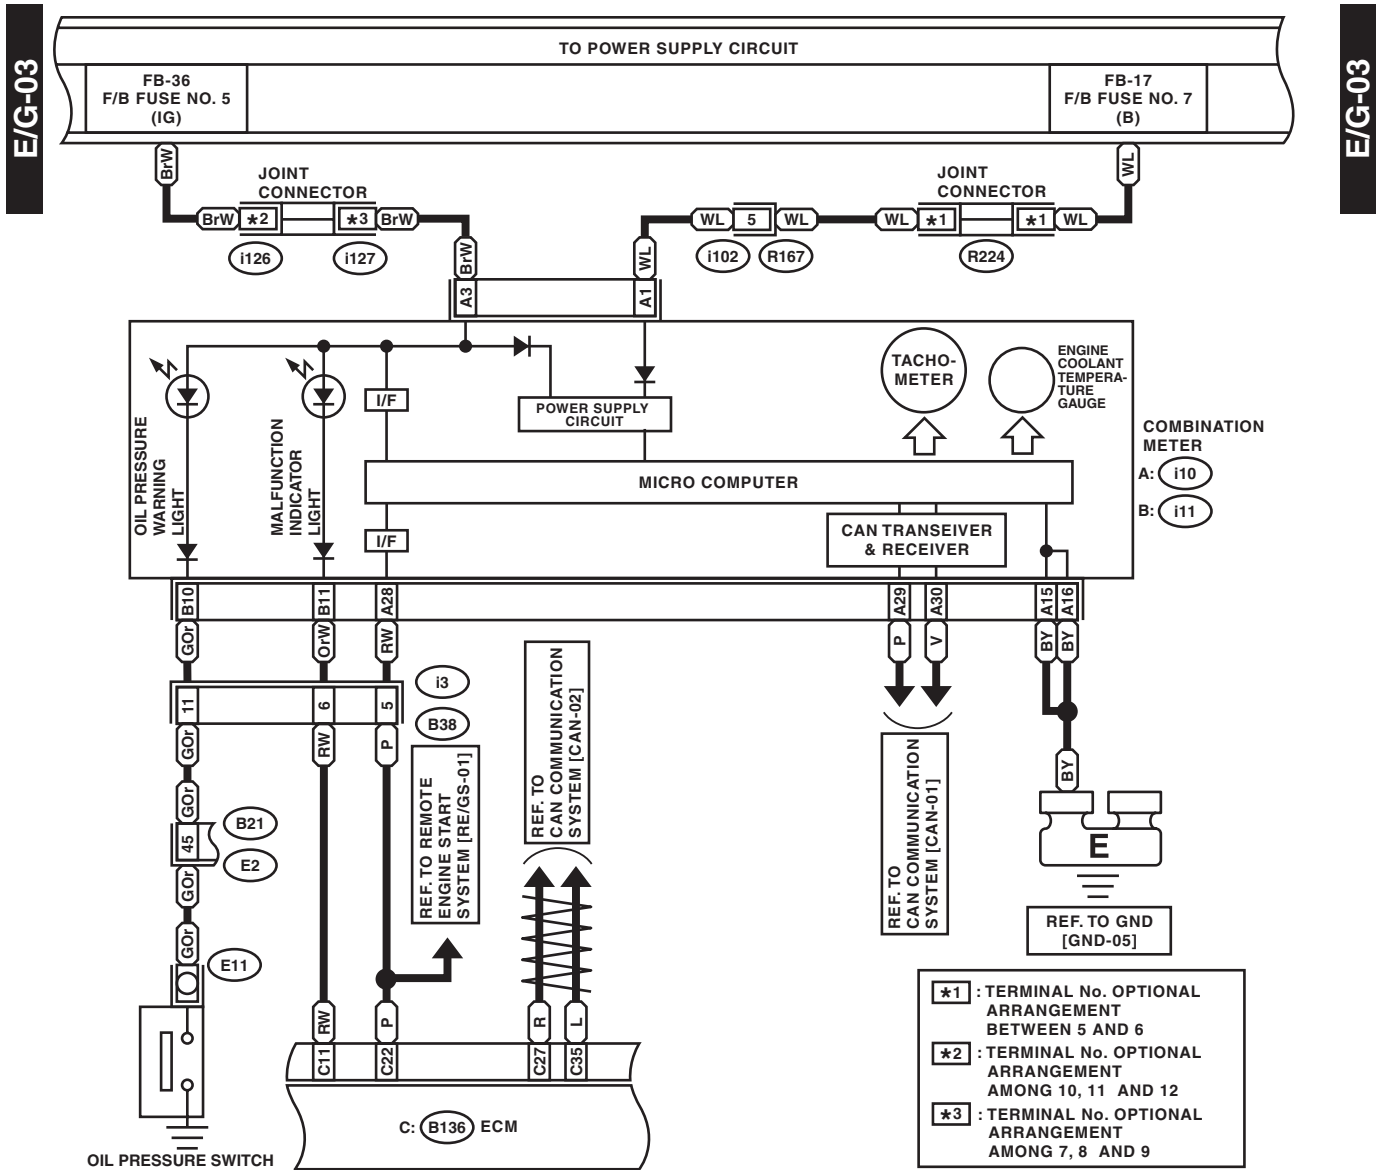 E/G-03
E/G-03
TO POWER SUPPLY CIRCUIT
FB-36
F/B FUSE NO. 5
(IG)
FB-17
F/B FUSE NO. 7
(B)
BrW
WL
JOINT
CONNECTOR
JOINT
CONNECTOR
BrW *2 *3 BrW
WL 5 WL
WL *1 *1 WL
i126
i127
i102
R167
R224
BrW
WL
A3
A1
TACHO-
METER
ENGINE
COOLANT
TEMPERA-
TURE
GAUGE
I/F
POWER SUPPLY
CIRCUIT
OIL PRESSURE
WARNING
LIGHT
MALFUNCTION
INDICATOR
LIGHT
MICRO COMPUTER
COMBINATION
METER
A: i10
B: i11
I/F
CAN TRANSEIVER
& RECEIVER
B10
B11
A28
A29
A30
A15
A16
GOr
OrW
RW
P
V
BY
BY
i3
11
6
5
B38
GOr
RW
P
REF. TO REMOTE
ENGINE START
SYSTEM [RE/GS-01]
REF. TO
CAN COMMUNICATION
SYSTEM [CAN-02]
REF. TO
CAN COMMUNICATION
SYSTEM [CAN-01]
BY
GOr
B21
45
E2
GOr
E
GOr
E11
REF. TO GND
[GND-05]
RW
P
R
L
C11
C22
C27
C35
C: B136 ECM
OIL PRESSURE SWITCH
*1 : TERMINAL No. OPTIONAL
ARRANGEMENT
BETWEEN 5 AND 6
*2 : TERMINAL No. OPTIONAL
ARRANGEMENT
AMONG 10, 11 AND 12
*3 : TERMINAL No. OPTIONAL
ARRANGEMENT
AMONG 7, 8 AND 9